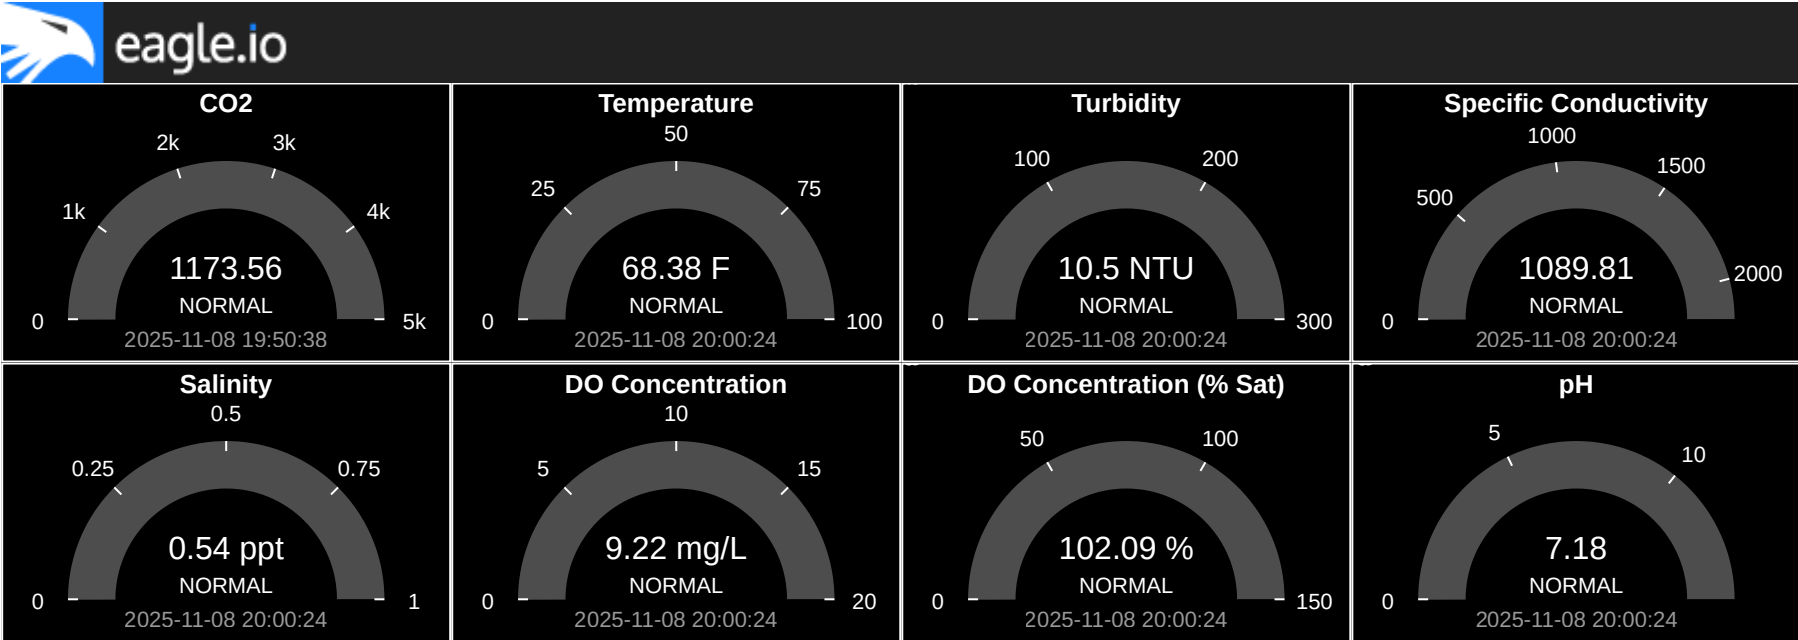 eagle.io
CO2
2k 3k
1k 4k
1173.56
NORMAL
0 5k
2025-11-08 19:50:38
Temperature
50
25 75
68.38 F
NORMAL
0 100
2025-11-08 20:00:24
Turbidity
100 200
10.5 NTU
NORMAL
0 300
2025-11-08 20:00:24
Specific Conductivity
1000
1500
500
1089.81
2000
NORMAL
0
2025-11-08 20:00:24
Salinity
0.5
0.25 0.75
0.54 ppt
NORMAL
0 1
2025-11-08 20:00:24
DO Concentration
10
5 15
9.22 mg/L
NORMAL
0 20
2025-11-08 20:00:24
DO Concentration (% Sat)
50 100
102.09 %
NORMAL
0 150
2025-11-08 20:00:24
pH
5
10
7.18
NORMAL
0
2025-11-08 20:00:24